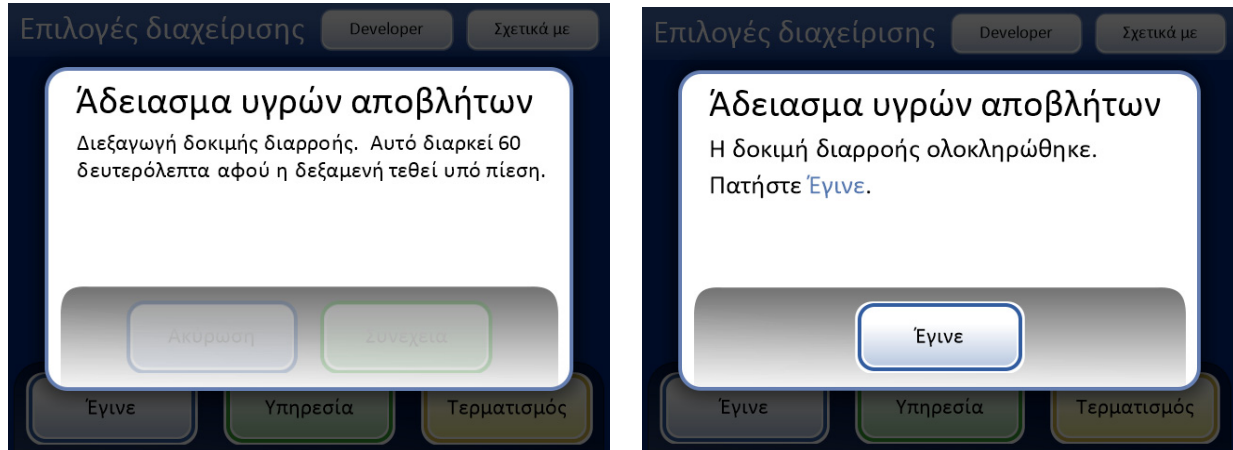 Επιλογές διαχείρισης Developer Σχετικά με
Άδειασμα υγρών αποβλήτων
Διεξαγωγή δοκιμής διαρροής. Αυτό διαρκεί 60
δευτερόλεπτα αφού η δεξαμενή τεθεί υπό πίεση.
Ακύρωση Συνέχεια
Έγινε Υπηρεσία Τερματισμός
Επιλογές διαχείρισης Developer Σχετικά με
Άδειασμα υγρών αποβλήτων
Η δοκιμή διαρροής ολοκληρώθηκε.
Πατήστε Έγινε.
Έγινε
Έγινε Υπηρεσία Τερματισμός